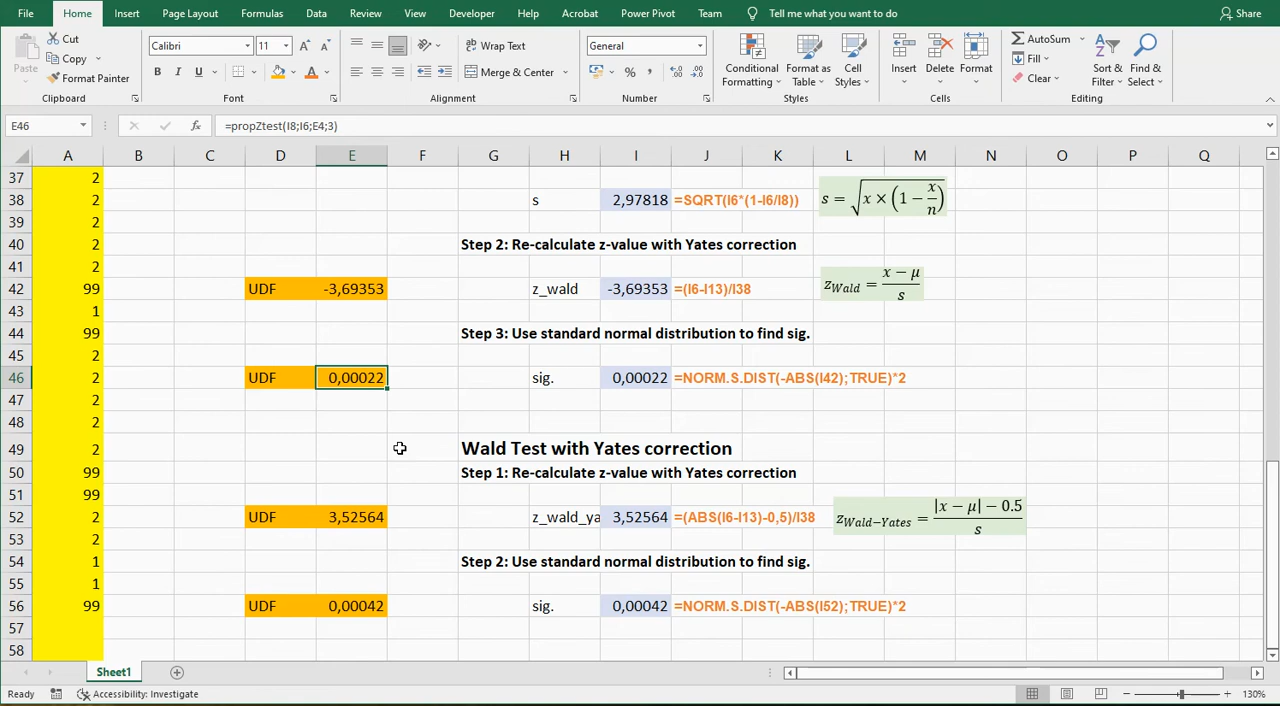 File Home Insert Page Layout Formulas Data Review View Developer Help Acrobat Power Pivot Team Tell me what you want to do Share
Paste
Cut
Copy
Format Painter
Calibri 11
B I U
Wrap Text
Merge & Center
General
%
Conditional Formatting
Format as Table
Cell Styles
Insert Delete Format
AutoSum
Fill
Clear
Sort & Filter
Find & Select
Clipboard Font Alignment Number Styles Cells Editing
E46 fx =propZtest(I8;I6;E4;3)
A B C D E F G H I J K L M N O P Q
37 2
38 2 s 2,97818 =SQRT(I6*(1-I6/I8)) s = √(x × (1 − x/n))
39 2
40 2 Step 2: Re-calculate z-value with Yates correction
41 2
42 99 UDF -3,69353 z_wald -3,69353 =(I6-I13)/I38 zWald = (x − μ)/s
43 1
44 99 Step 3: Use standard normal distribution to find sig.
45 2
46 2 UDF 0,00022 sig. 0,00022 =NORM.S.DIST(-ABS(I42);TRUE)*2
47 2
48 2
49 2 Wald Test with Yates correction
50 99 Step 1: Re-calculate z-value with Yates correction
51 99
52 2 UDF 3,52564 z_wald_ya 3,52564 =(ABS(I6-I13)-0,5)/I38 zWald−Yates = (|x − μ| − 0.5)/s
53 2
54 1 Step 2: Use standard normal distribution to find sig.
55 1
56 99 UDF 0,00042 sig. 0,00042 =NORM.S.DIST(-ABS(I52);TRUE)*2
57
58
Sheet1
Ready Accessibility: Investigate 130%